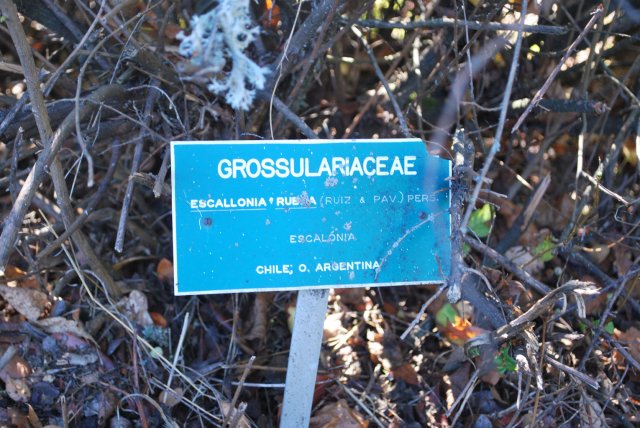 GROSSULARIACEAE
ESCALLONIA RUBRA (RUIZ & PAV) PERS.
ESCALONIA
CHILE, O. ARGENTINA